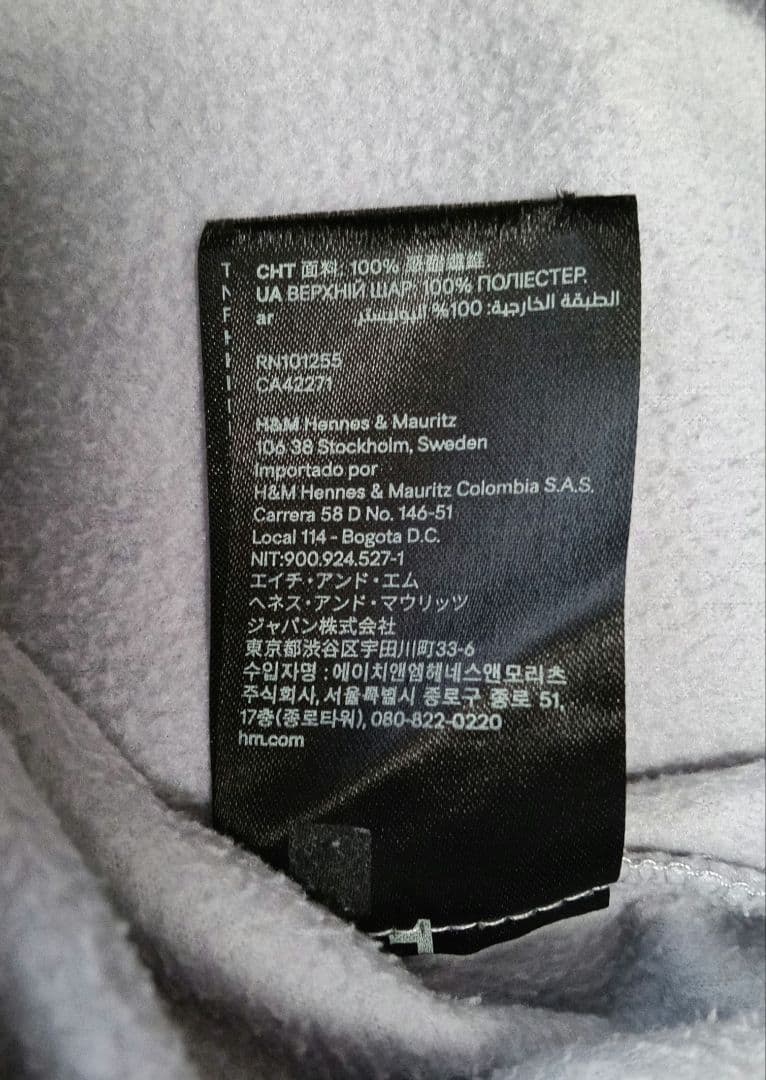 CHT 面料: 100% 聚酯纖維
UA ВЕРХНІЙ ШАР: 100% ПОЛІЕСТЕР.
ar الطبقة الخارجية: 100% البوليستر
RN101255
CA42271
H&M Hennes & Mauritz
106 38 Stockholm, Sweden
Importado por
H&M Hennes & Mauritz Colombia S.A.S.
Carrera 58 D No. 146-51
Local 114 - Bogota D.C.
NIT:900.924.527-1
エイチ・アンド・エム
ヘネス・アンド・マウリッツ
ジャパン株式会社
東京都渋谷区宇田川町33-6
수입자명 : 에이치앤엠헤네스앤모리츠
주식회사, 서울특별시 종로구 종로 51,
17층(종로타워), 080-822-0220
hm.com